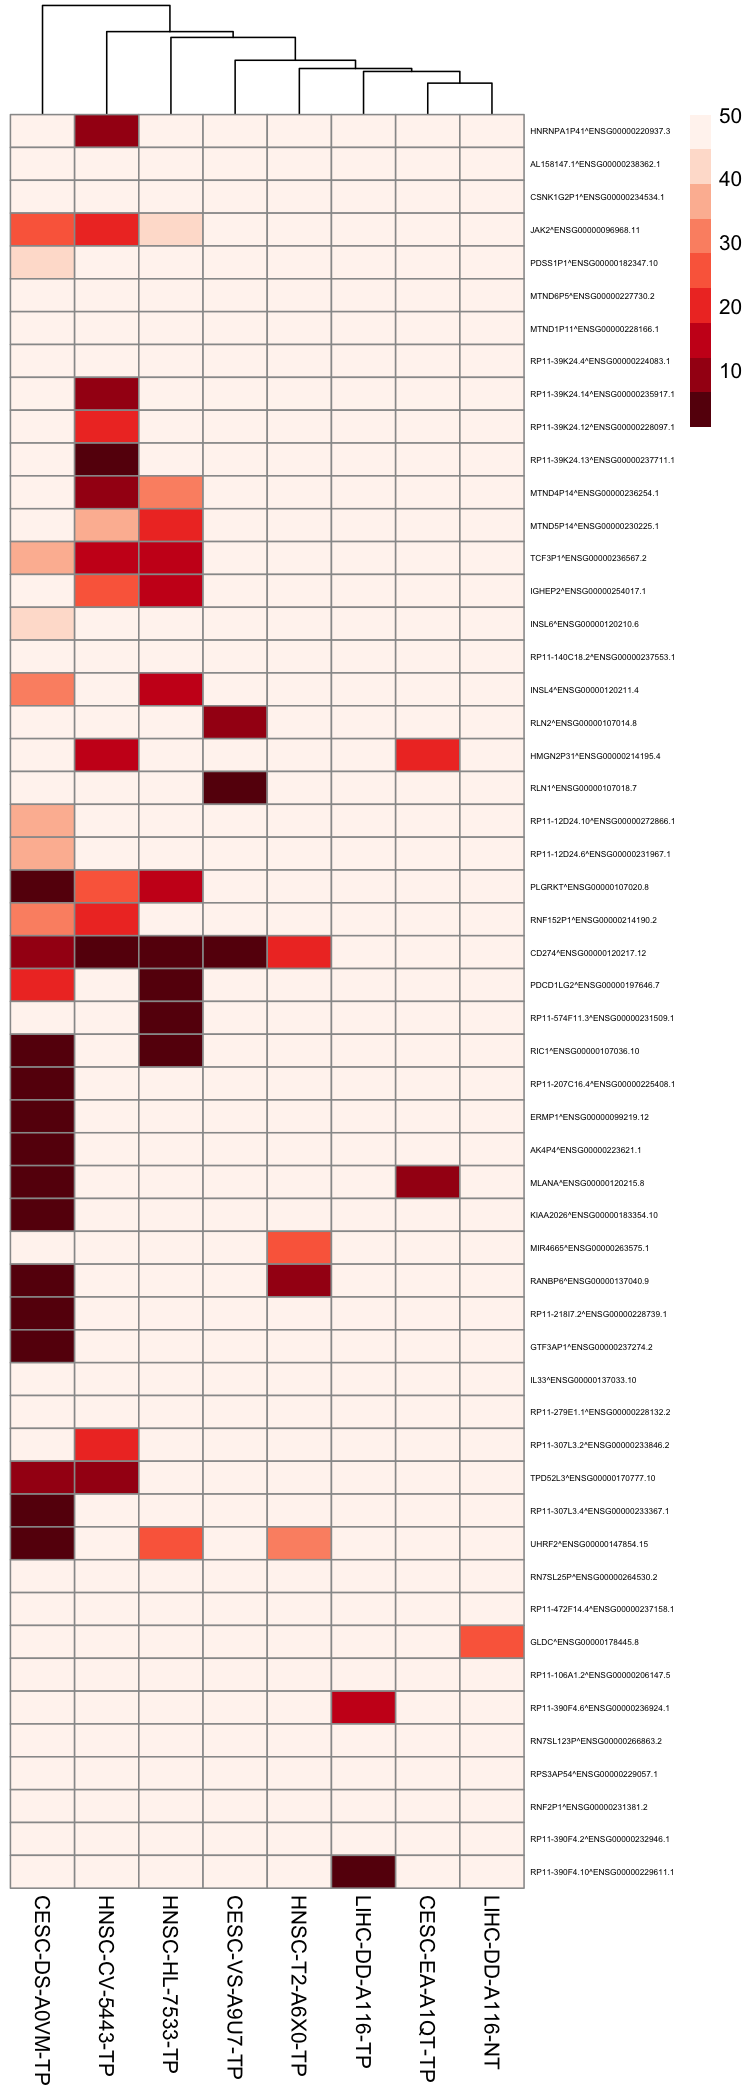 HNRNPA1P41^ENSG00000220937.3
AL158147.1^ENSG00000238362.1
CSNK1G2P1^ENSG00000234534.1
JAK2^ENSG00000096968.11
PDSS1P1^ENSG00000182347.10
MTND6P5^ENSG00000227730.2
MTND1P11^ENSG00000228166.1
RP11-39K24.4^ENSG00000224083.1
RP11-39K24.14^ENSG00000235917.1
RP11-39K24.12^ENSG00000228097.1
RP11-39K24.13^ENSG00000237711.1
MTND4P14^ENSG00000236254.1
MTND5P14^ENSG00000230225.1
TCF3P1^ENSG00000236567.2
IGHEP2^ENSG00000254017.1
INSL6^ENSG00000120210.6
RP11-140C18.2^ENSG00000237553.1
INSL4^ENSG00000120211.4
RLN2^ENSG00000107014.8
HMGN2P31^ENSG00000214195.4
RLN1^ENSG00000107018.7
RP11-12D24.10^ENSG00000272866.1
RP11-12D24.6^ENSG00000231967.1
PLGRKT^ENSG00000107020.8
RNF152P1^ENSG00000214190.2
CD274^ENSG00000120217.12
PDCD1LG2^ENSG00000197646.7
RP11-574F11.3^ENSG00000231509.1
RIC1^ENSG00000107036.10
RP11-207C16.4^ENSG00000225408.1
ERMP1^ENSG00000099219.12
AK4P4^ENSG00000223621.1
MLANA^ENSG00000120215.8
KIAA2026^ENSG00000183354.10
MIR4665^ENSG00000263575.1
RANBP6^ENSG00000137040.9
RP11-218I7.2^ENSG00000228739.1
GTF3AP1^ENSG00000237274.2
IL33^ENSG00000137033.10
RP11-279E1.1^ENSG00000228132.2
RP11-307L3.2^ENSG00000233846.2
TPD52L3^ENSG00000170777.10
RP11-307L3.4^ENSG00000233367.1
UHRF2^ENSG00000147854.15
RN7SL25P^ENSG00000264530.2
RP11-472F14.4^ENSG00000237158.1
GLDC^ENSG00000178445.8
RP11-106A1.2^ENSG00000206147.5
RP11-390F4.6^ENSG00000236924.1
RN7SL123P^ENSG00000266863.2
RPS3AP54^ENSG00000229057.1
RNF2P1^ENSG00000231381.2
RP11-390F4.2^ENSG00000232946.1
RP11-390F4.10^ENSG00000229611.1
50
40
30
20
10
CESC-DS-A0VM-TP
HNSC-CV-5443-TP
HNSC-HL-7533-TP
CESC-VS-A9U7-TP
HNSC-T2-A6X0-TP
LIHC-DD-A116-TP
CESC-EA-A1QT-TP
LIHC-DD-A116-NT